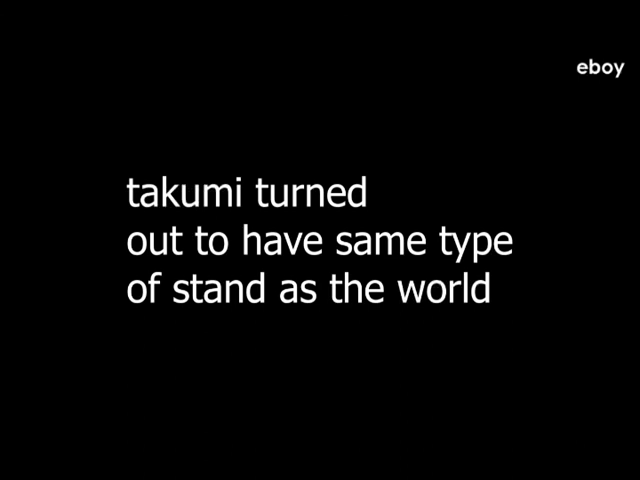 eboy
takumi turned
out to have same type
of stand as the world